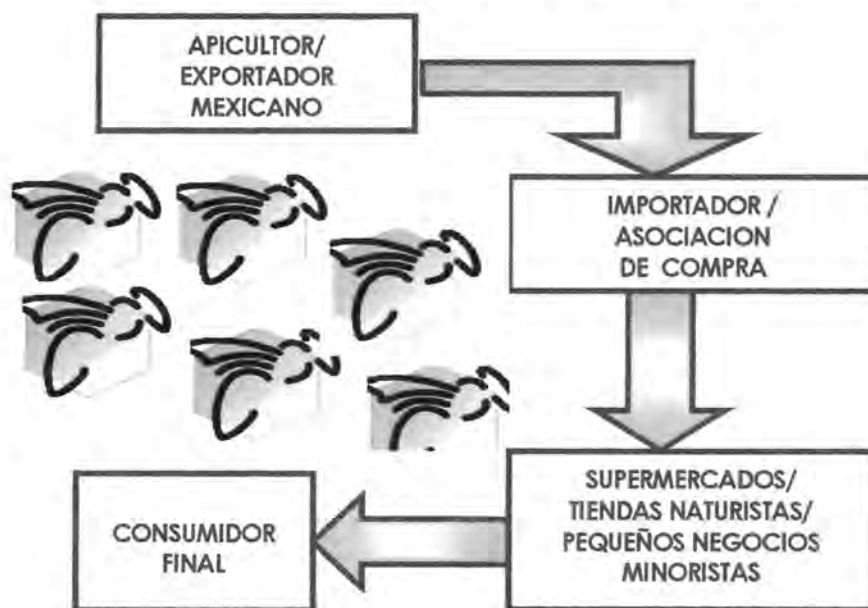 APICULTOR/
EXPORTADOR
MEXICANO
IMPORTADOR /
ASOCIACION
DE COMPRA
SUPERMERCADOS/
TIENDAS NATURISTAS/
PEQUEÑOS NEGOCIOS
MINORISTAS
CONSUMIDOR
FINAL